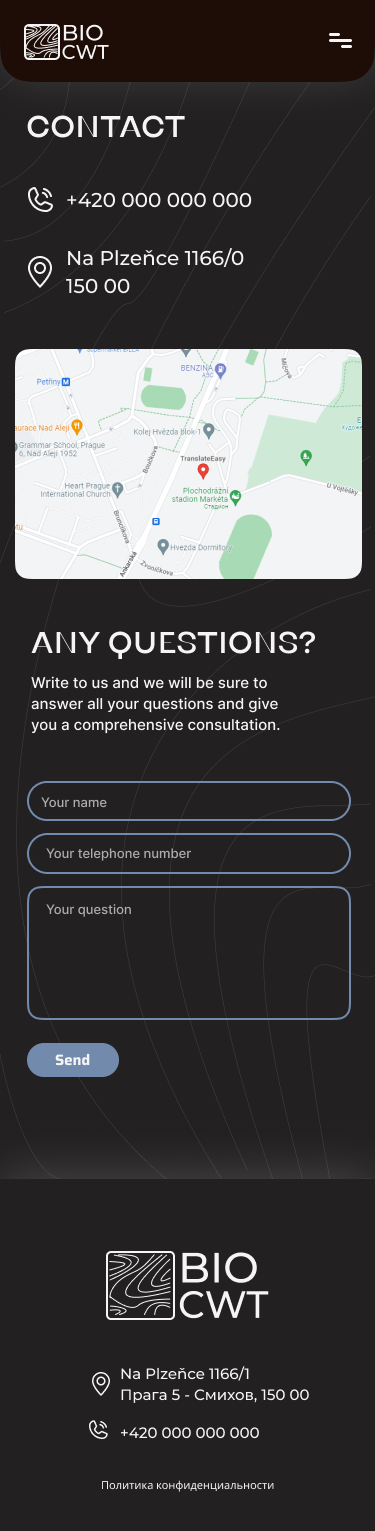 BIO
CWT
CONTACT
+420 000 000 000
Na Plzeňce 1166/0
150 00
BENZINA
АЗС
Petřiny
Kolej Hvězda blok 1
Grammar School, Prague
6, Nad Alejí 1952
TranslateEasy
Heart Prague
International Church
Plochodrážní
stadion Markéta
Стадион
U Vojtěšky
Brunclíkova
Hvezda Dormitory
Zvoníčkova
Ankarská
ANY QUESTIONS?
Write to us and we will be sure to
answer all your questions and give
you a comprehensive consultation.
Your name
Your telephone number
Your question
Send
BIO
CWT
Na Plzeňce 1166/1
Прага 5 - Смихов, 150 00
+420 000 000 000
Политика конфиденциальности